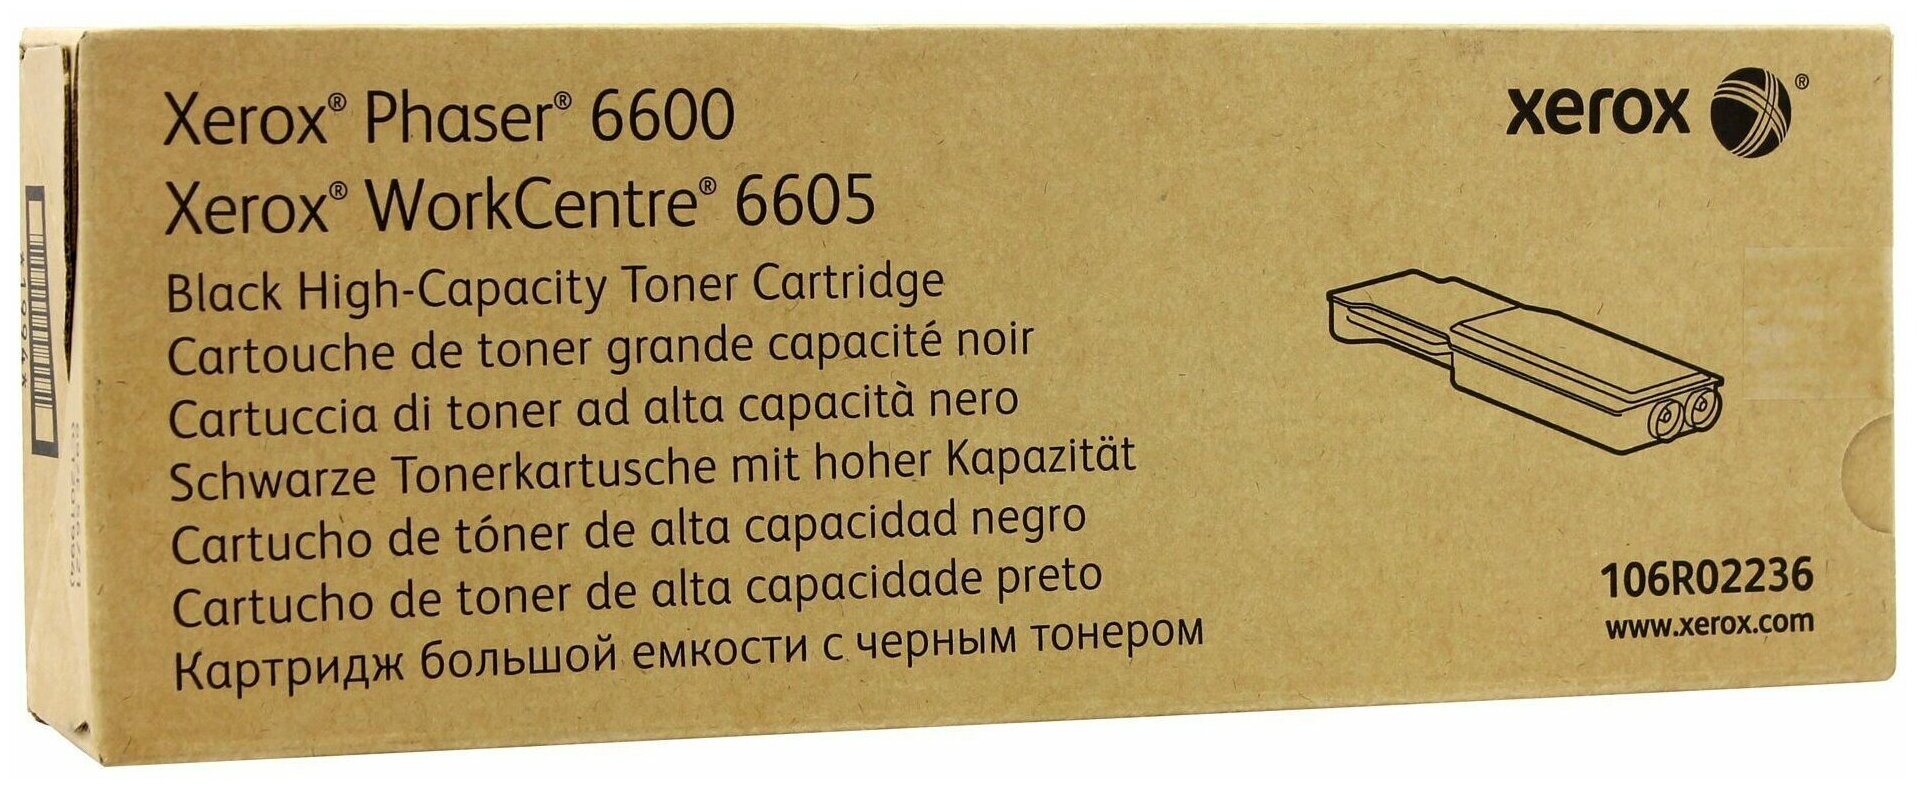 Xerox® Phaser® 6600
Xerox® WorkCentre® 6605
Black High-Capacity Toner Cartridge
Cartouche de toner grande capacité noir
Cartuccia di toner ad alta capacità nero
Schwarze Tonerkartusche mit hoher Kapazität
Cartucho de tóner de alta capacidad negro
Cartucho de toner de alta capacidade preto
Картридж большой емкости с черным тонером
xerox ®
106R02236
www.xerox.com